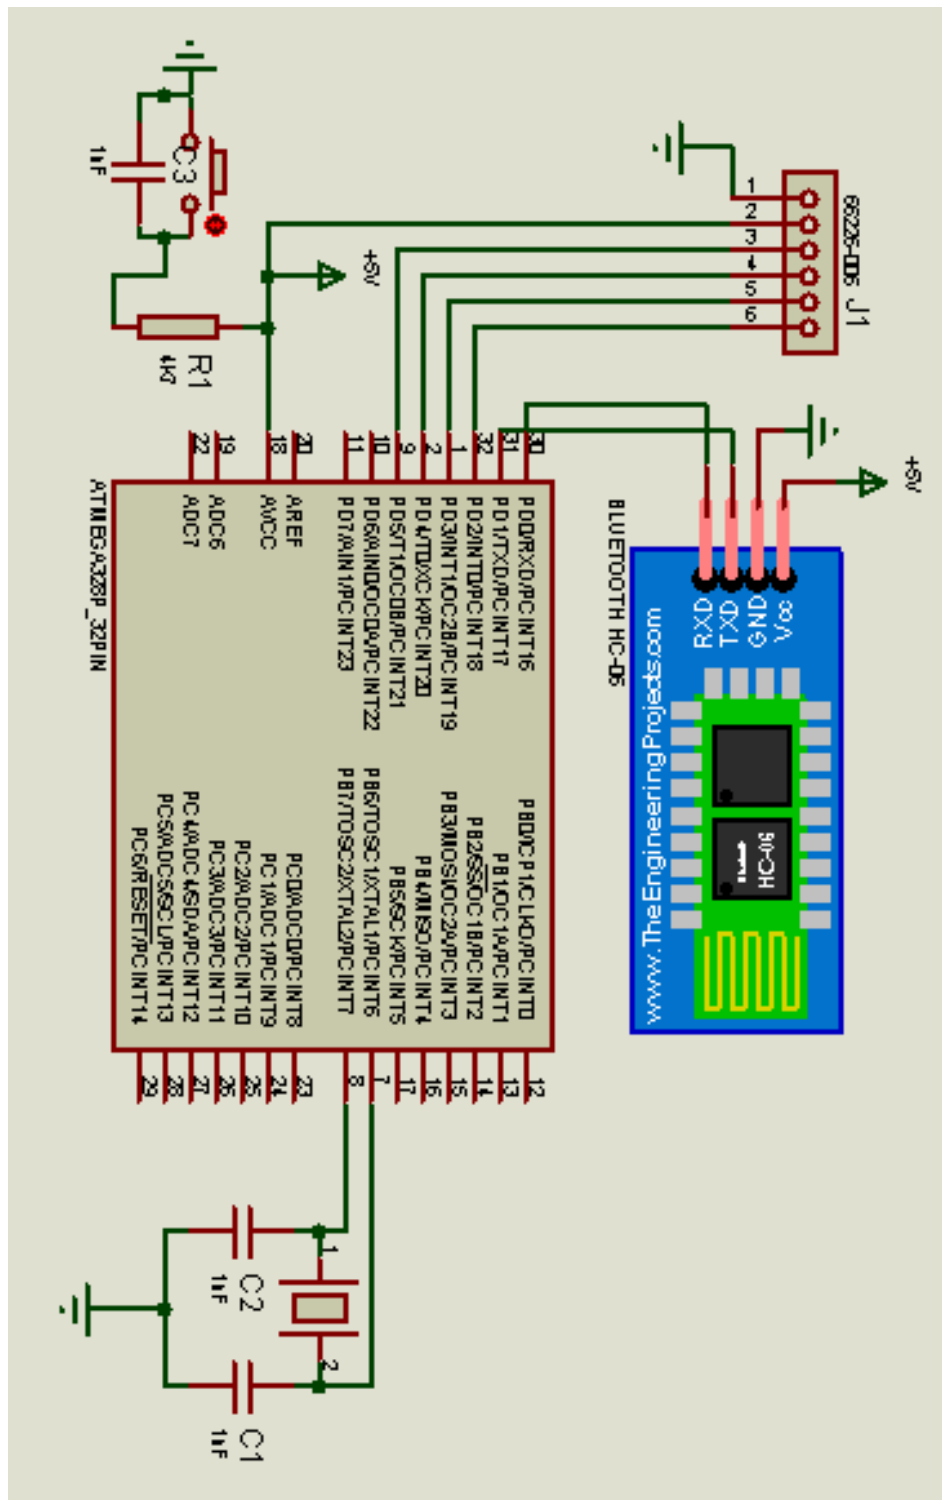 C3
1nF
+5V
R1
4K7
1
2
3
4
5
6
66226-006
J1
+5V
22
19
18
20
11
10
9
2
1
32
31
30
ADC7
ADC6
AVCC
AREF
PD7/AIN1/PCINT23
PD6/AIN0/OC0A/PCINT22
PD5/T1/OC0B/PCINT21
PD4/T0/XCK/PCINT20
PD3/INT1/OC2B/PCINT19
PD2/INT0/PCINT18
PD1/TXD/PCINT17
PD0/RXD/PCINT16
ATMEGA328P_32PIN
BLUETOOTH HC-06
RXD
TXD
GND
Vcc
www.TheEngineeringProjects.com
HC-06
PC6/RESET/PCINT14
PC5/ADC5/SCL/PCINT13
PC4/ADC4/SDA/PCINT12
PC3/ADC3/PCINT11
PC2/ADC2/PCINT10
PC1/ADC1/PCINT9
PC0/ADC0/PCINT8
PB7/TOSC2/XTAL2/PCINT7
PB6/TOSC1/XTAL1/PCINT6
PB5/SCK/PCINT5
PB4/MISO/PCINT4
PB3/MOSI/OC2A/PCINT3
PB2/SS/OC1B/PCINT2
PB1/OC1A/PCINT1
PB0/ICP1/CLKO/PCINT0
29
28
27
26
25
24
23
8
7
17
16
15
14
13
12
1
2
C2
1nF
C1
1nF